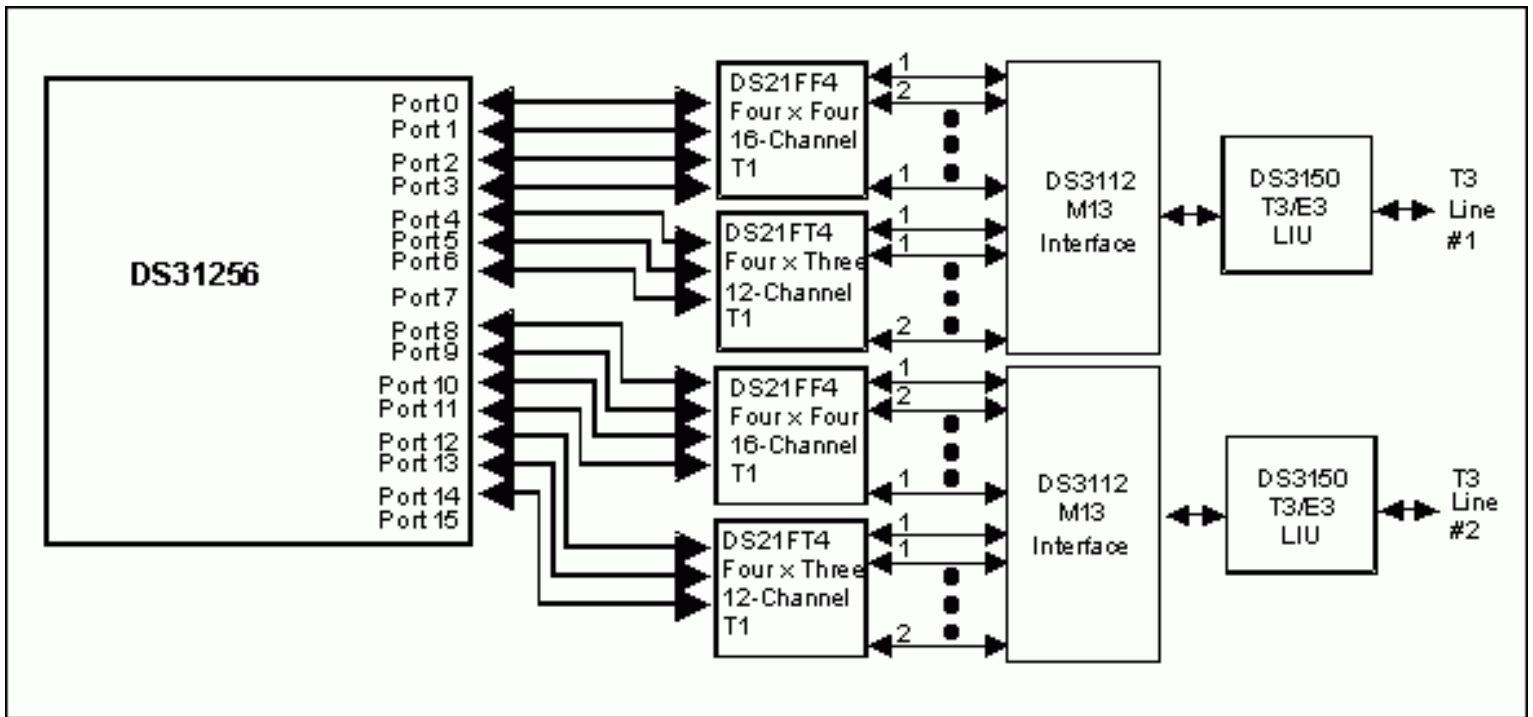 DS31256
Port 0
Port 1
Port 2
Port 3
Port 4
Port 5
Port 6
Port 7
Port 8
Port 9
Port 10
Port 11
Port 12
Port 13
Port 14
Port 15
DS21FF4
Four x Four
16-Channel
T1
1
2
1
DS21FT4
Four x Three
12-Channel
T1
1
1
2
DS3112
M13
Interface
DS3150
T3/E3
LIU
T3
Line
#1
DS21FF4
Four x Four
16-Channel
T1
1
2
1
DS21FT4
Four x Three
12-Channel
T1
1
1
2
DS3112
M13
Interface
DS3150
T3/E3
LIU
T3
Line
#2